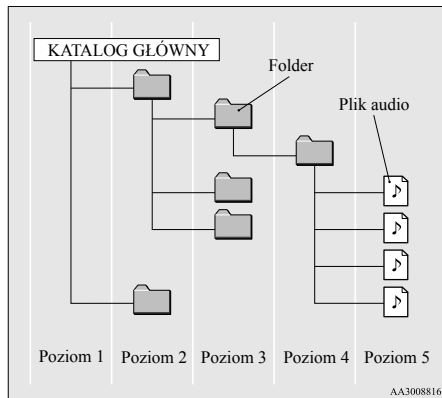 KATALOG GŁÓWNY
Folder
Plik audio
Poziom 1
Poziom 2
Poziom 3
Poziom 4
Poziom 5
AA3008816